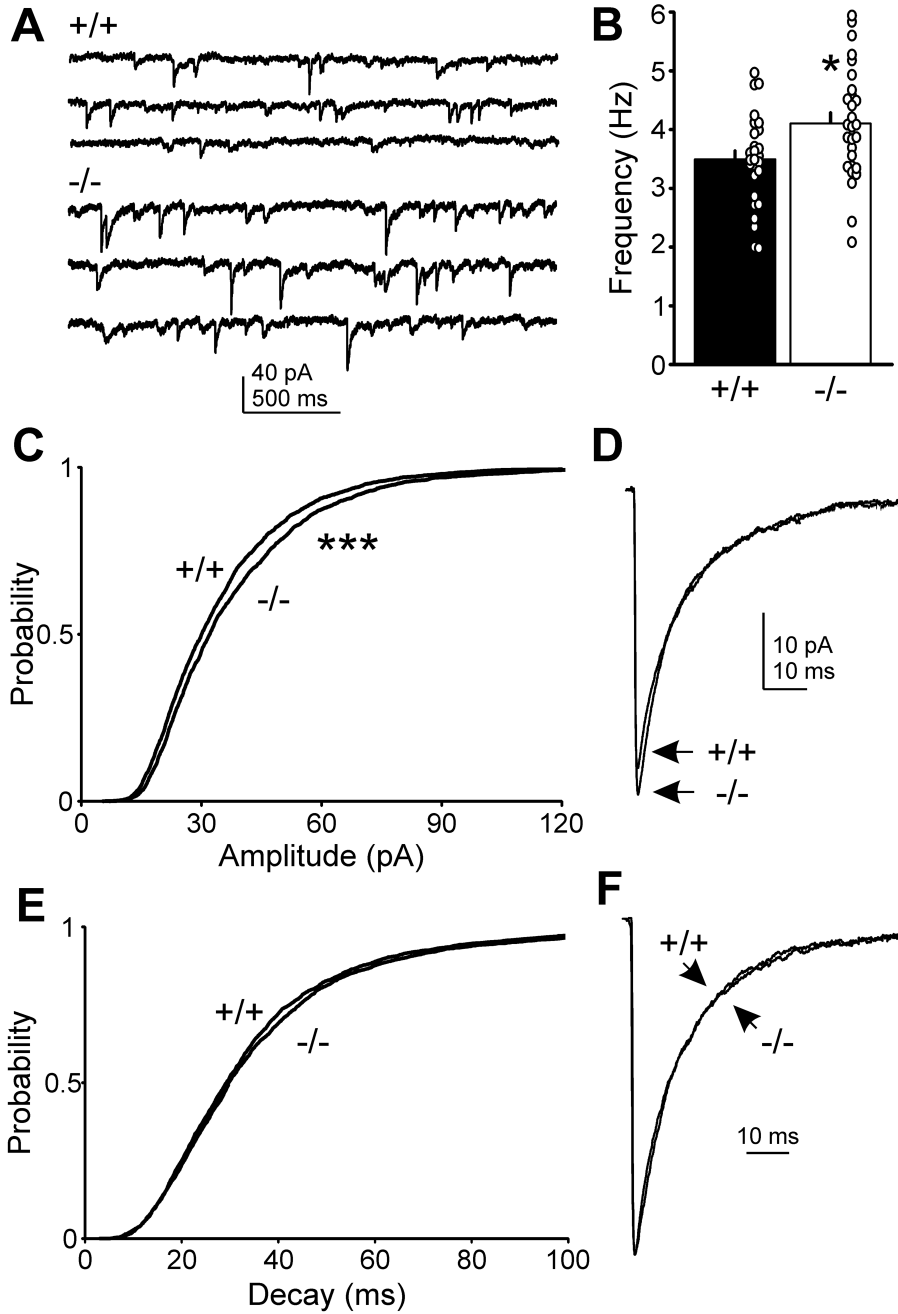 A
+/+
-/-
40 pA
500 ms
B
Frequency (Hz)
6
5
4
3
2
1
0
*
+/+
-/-
C
Probability
1
0.5
0
+/+
-/-
***
0 30 60 90 120
Amplitude (pA)
D
10 pA
10 ms
+/+
-/-
E
Probability
1
0.5
0
+/+
-/-
0 20 40 60 80 100
Decay (ms)
F
+/+
-/-
10 ms